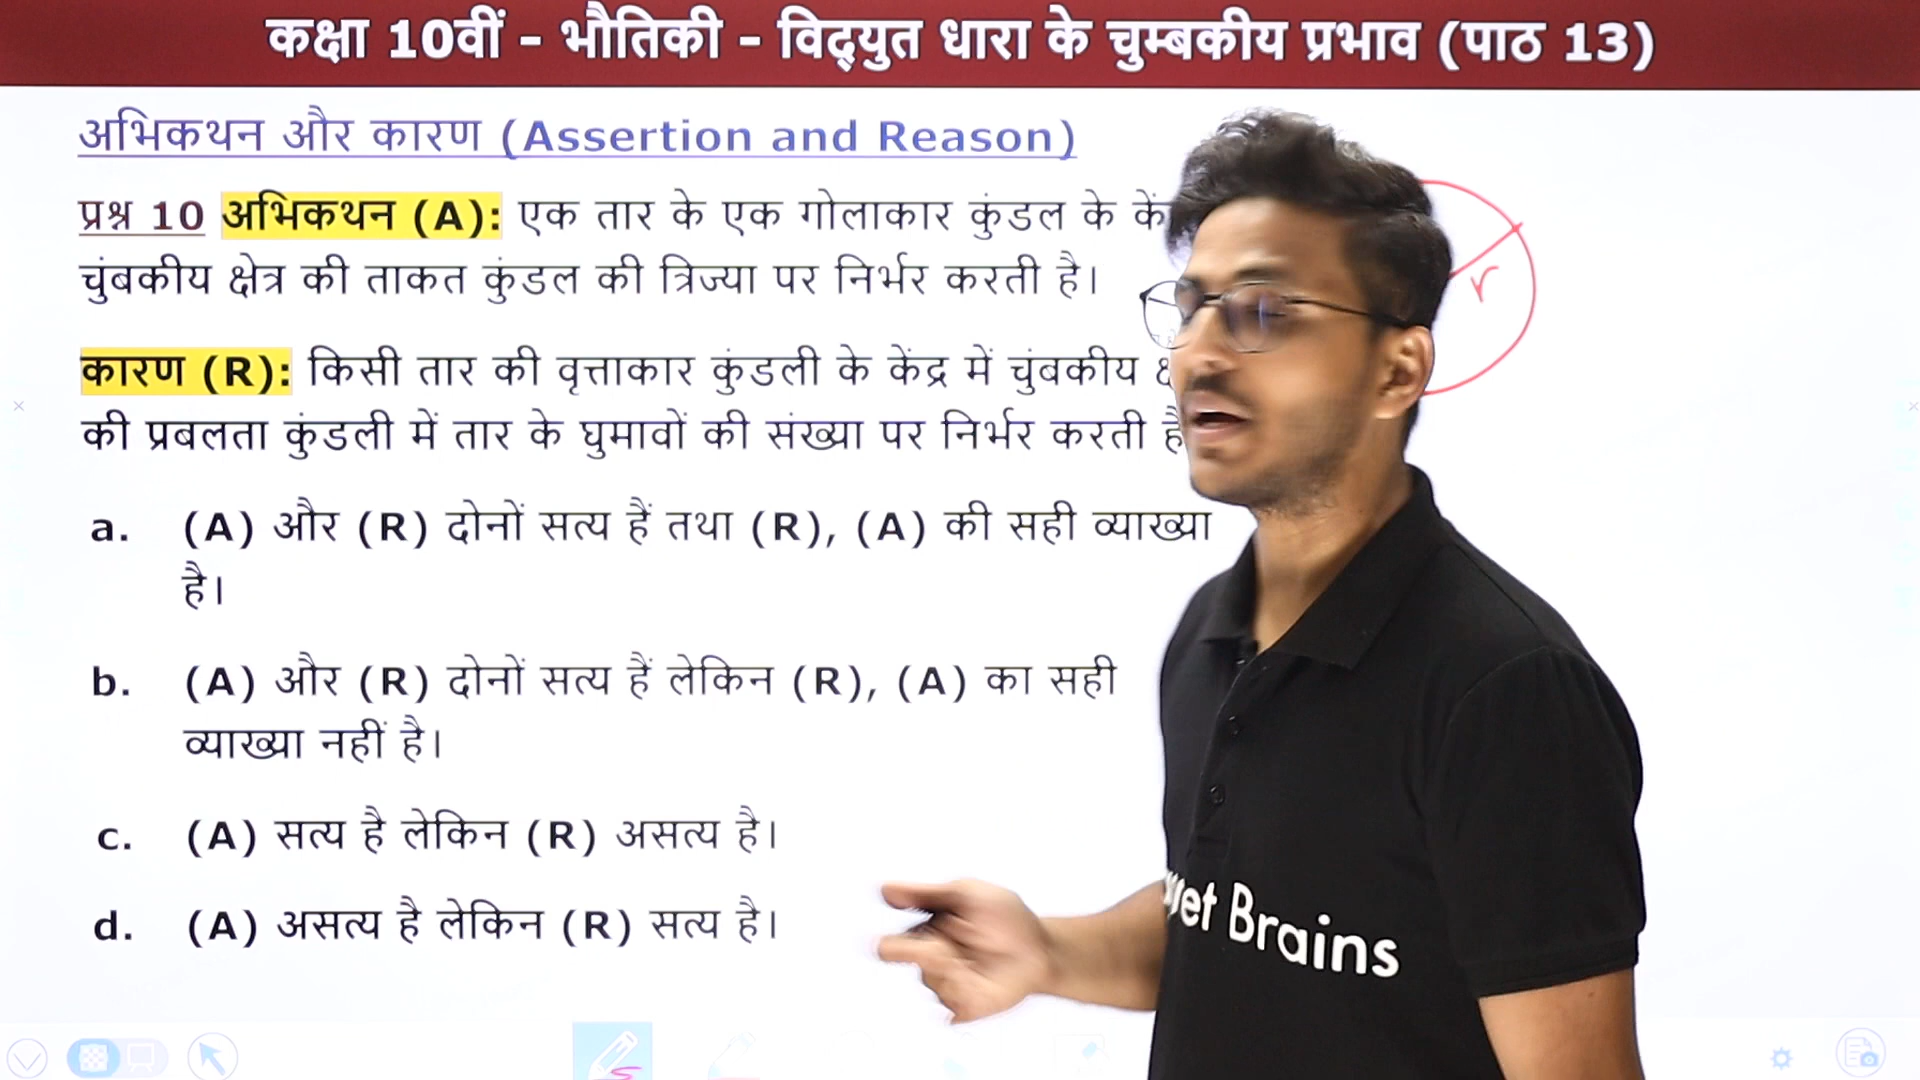 कक्षा 10वीं - भौतिकी - विद्युत धारा के चुम्बकीय प्रभाव (पाठ 13)
अभिकथन और कारण (Assertion and Reason)
प्रश्न 10 अभिकथन (A): एक तार के एक गोलाकार कुंडल के
चुंबकीय क्षेत्र की ताकत कुंडल की त्रिज्या पर निर्भर करती है।
r
कारण (R): किसी तार की वृत्ताकार कुंडली के केंद्र में चुंबकीय
की प्रबलता कुंडली में तार के घुमावों की संख्या पर निर्भर करती है
a. (A) और (R) दोनों सत्य हैं तथा (R), (A) की सही व्याख्या
है।
b. (A) और (R) दोनों सत्य हैं लेकिन (R), (A) का सही
व्याख्या नहीं है।
c. (A) सत्य है लेकिन (R) असत्य है।
d. (A) असत्य है लेकिन (R) सत्य है।
Brains